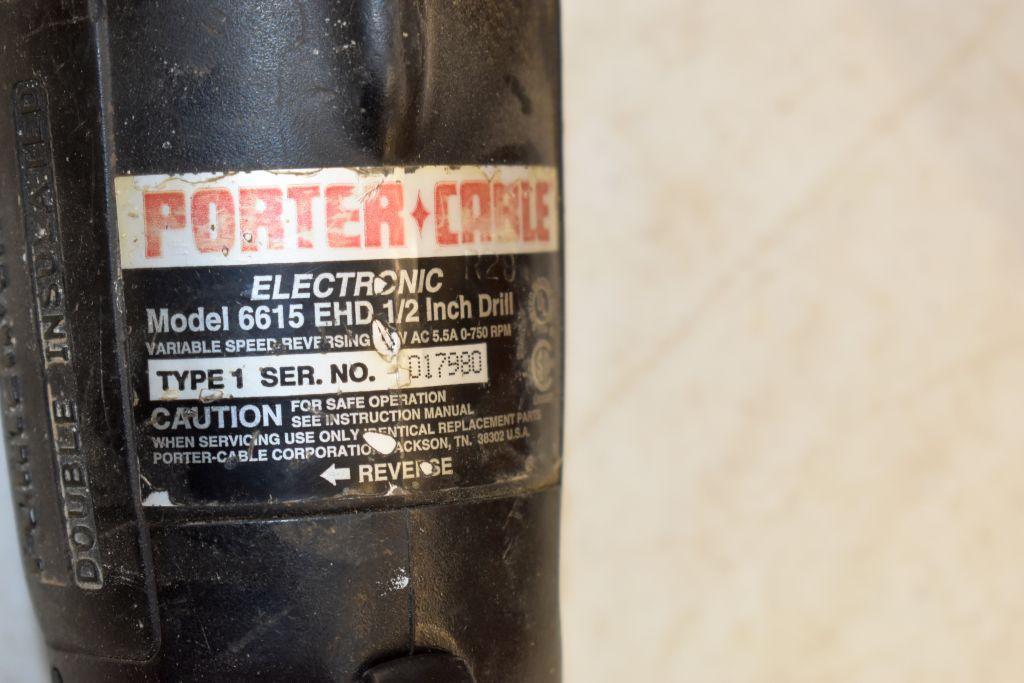 PORTER CABLE
ELECTRONIC
Model 6615 EHD 1/2 Inch Drill
VARIABLE SPEED-REVERSING V AC 5.5A 0-750 RPM
TYPE 1 SER. NO. 017980
CAUTION FOR SAFE OPERATION
SEE INSTRUCTION MANUAL
WHEN SERVICING USE ONLY IDENTICAL REPLACEMENT PARTS
PORTER-CABLE CORPORATION JACKSON, TN. 38302 U.S.A.
REVERSE
DOUBLE INSULATED